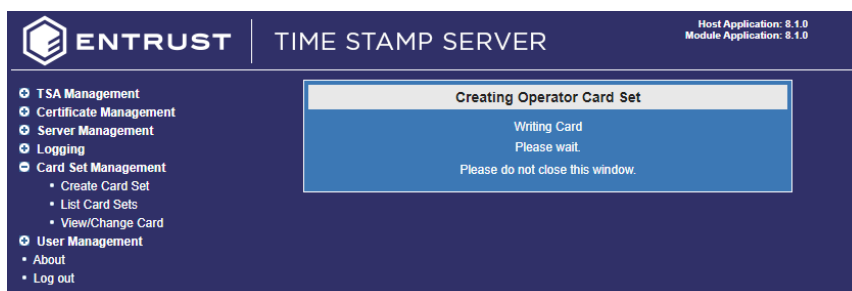 ENTRUST
TIME STAMP SERVER
Host Application: 8.1.0
Module Application: 8.1.0
TSA Management
Certificate Management
Server Management
Logging
Card Set Management
Create Card Set
List Card Sets
View/Change Card
User Management
About
Log out
Creating Operator Card Set
Writing Card
Please wait.
Please do not close this window.